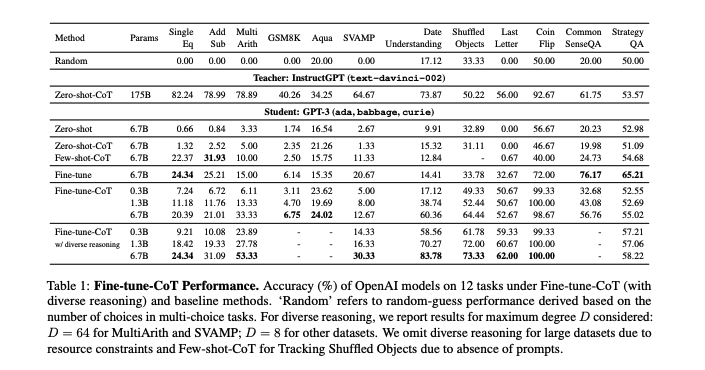 Method Params Single Eq Add Sub Multi Arith GSM8K Aqua SVAMP Date Understanding Shuffled Objects Last Letter Coin Flip Common SenseQA Strategy QA
Random 0.00 0.00 0.00 0.00 20.00 0.00 17.12 33.33 0.00 50.00 20.00 50.00
Teacher: InstructGPT (text-davinci-002)
Zero-shot-CoT 175B 82.24 78.99 78.89 40.26 34.25 64.67 73.87 50.22 56.00 92.67 61.75 53.57
Student: GPT-3 (ada, babbage, curie)
Zero-shot 6.7B 0.66 0.84 3.33 1.74 16.54 2.67 9.91 32.89 0.00 56.67 20.23 52.98
Zero-shot-CoT 6.7B 1.32 2.52 5.00 2.35 21.26 1.33 15.32 31.11 0.00 46.67 19.98 51.09
Few-shot-CoT 6.7B 22.37 31.93 10.00 2.50 15.75 11.33 12.84 - 0.67 40.00 24.73 54.68
Fine-tune 6.7B 24.34 25.21 15.00 6.14 15.35 20.67 14.41 33.78 32.67 72.00 76.17 65.21
Fine-tune-CoT 0.3B 7.24 6.72 6.11 3.11 23.62 5.00 17.12 49.33 50.67 99.33 32.68 52.55
1.3B 11.18 11.76 13.33 4.70 19.69 8.00 38.74 52.44 50.67 100.00 43.08 52.69
6.7B 20.39 21.01 33.33 6.75 24.02 12.67 60.36 64.44 52.67 98.67 56.76 55.02
Fine-tune-CoT 0.3B 9.21 10.08 23.89 - - 14.33 58.56 61.78 59.33 99.33 - 57.21
w/ diverse reasoning 1.3B 18.42 19.33 27.78 - - 16.33 70.27 72.00 60.67 100.00 - 57.06
6.7B 24.34 31.09 53.33 - - 30.33 83.78 73.33 62.00 100.00 - 58.22
Table 1: Fine-tune-CoT Performance. Accuracy (%) of OpenAI models on 12 tasks under Fine-tune-CoT (with
diverse reasoning) and baseline methods. ‘Random’ refers to random-guess performance derived based on the
number of choices in multi-choice tasks. For diverse reasoning, we report results for maximum degree D considered:
D = 64 for MultiArith and SVAMP; D = 8 for other datasets. We omit diverse reasoning for large datasets due to
resource constraints and Few-shot-CoT for Tracking Shuffled Objects due to absence of prompts.